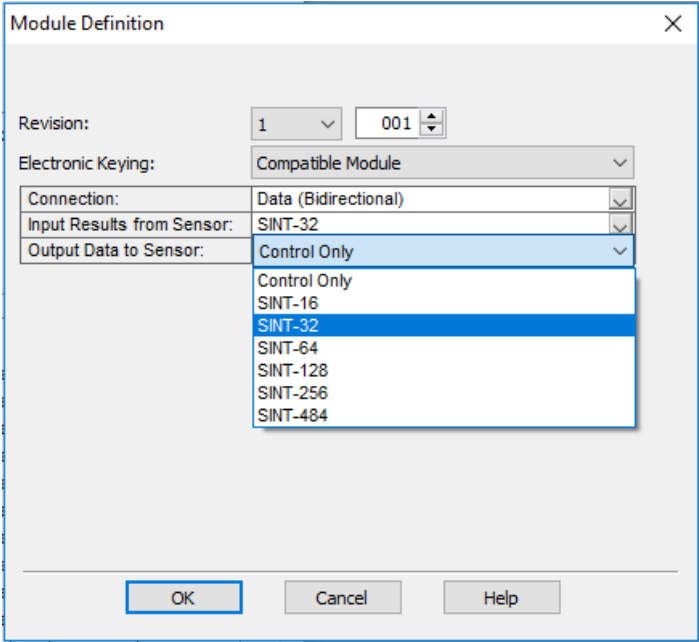 Module Definition
Revision: 1 001
Electronic Keying: Compatible Module
Connection: Data (Bidirectional)
Input Results from Sensor: SINT-32
Output Data to Sensor: Control Only
Control Only
SINT-16
SINT-32
SINT-64
SINT-128
SINT-256
SINT-484
OK Cancel Help